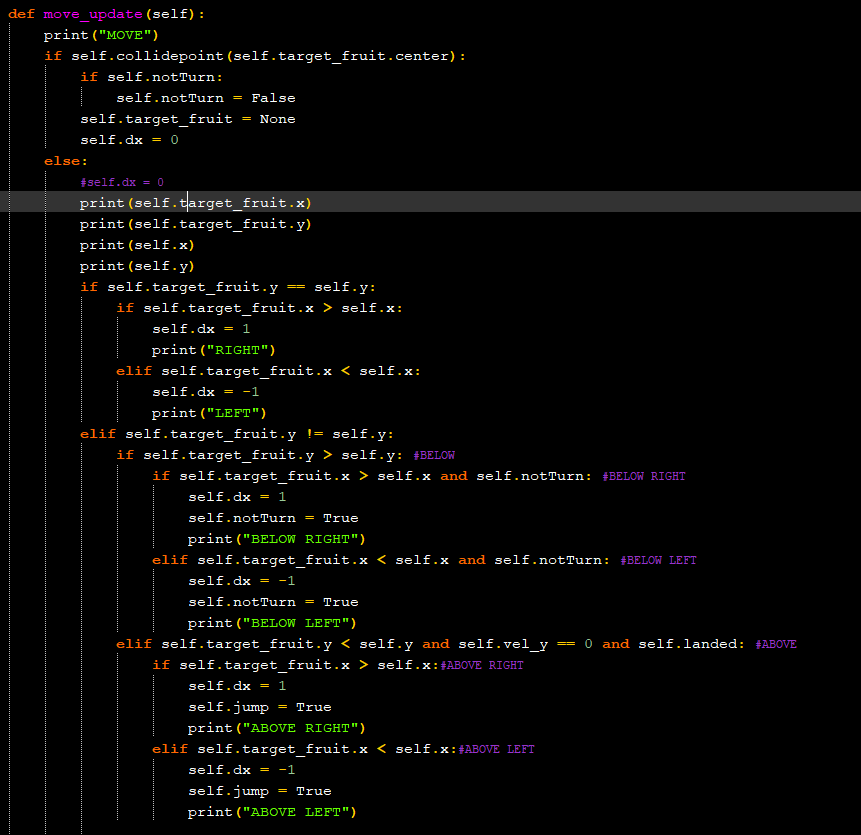 def move_update(self):
    print("MOVE")
    if self.collidepoint(self.target_fruit.center):
        if self.notTurn:
            self.notTurn = False
        self.target_fruit = None
        self.dx = 0
    else:
        #self.dx = 0
        print(self.target_fruit.x)
        print(self.target_fruit.y)
        print(self.x)
        print(self.y)
        if self.target_fruit.y == self.y:
            if self.target_fruit.x > self.x:
                self.dx = 1
                print("RIGHT")
            elif self.target_fruit.x < self.x:
                self.dx = -1
                print("LEFT")
        elif self.target_fruit.y != self.y:
            if self.target_fruit.y > self.y: #BELOW
                if self.target_fruit.x > self.x and self.notTurn: #BELOW RIGHT
                    self.dx = 1
                    self.notTurn = True
                    print("BELOW RIGHT")
                elif self.target_fruit.x < self.x and self.notTurn: #BELOW LEFT
                    self.dx = -1
                    self.notTurn = True
                    print("BELOW LEFT")
            elif self.target_fruit.y < self.y and self.vel_y == 0 and self.landed: #ABOVE
                if self.target_fruit.x > self.x:#ABOVE RIGHT
                    self.dx = 1
                    self.jump = True
                    print("ABOVE RIGHT")
                elif self.target_fruit.x < self.x:#ABOVE LEFT
                    self.dx = -1
                    self.jump = True
                    print("ABOVE LEFT")